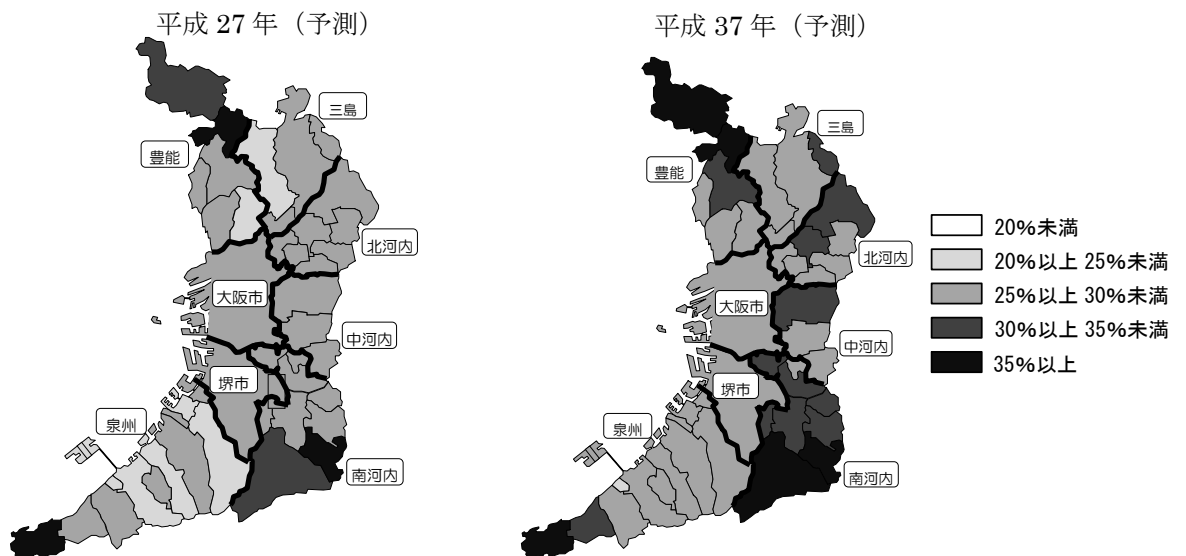 平成 27 年（予測）
平成 37 年（予測）
三島
豊能
北河内
大阪市
中河内
堺市
泉州
南河内
三島
豊能
北河内
大阪市
中河内
堺市
泉州
南河内
20％未満
20％以上 25％未満
25％以上 30％未満
30％以上 35％未満
35％以上